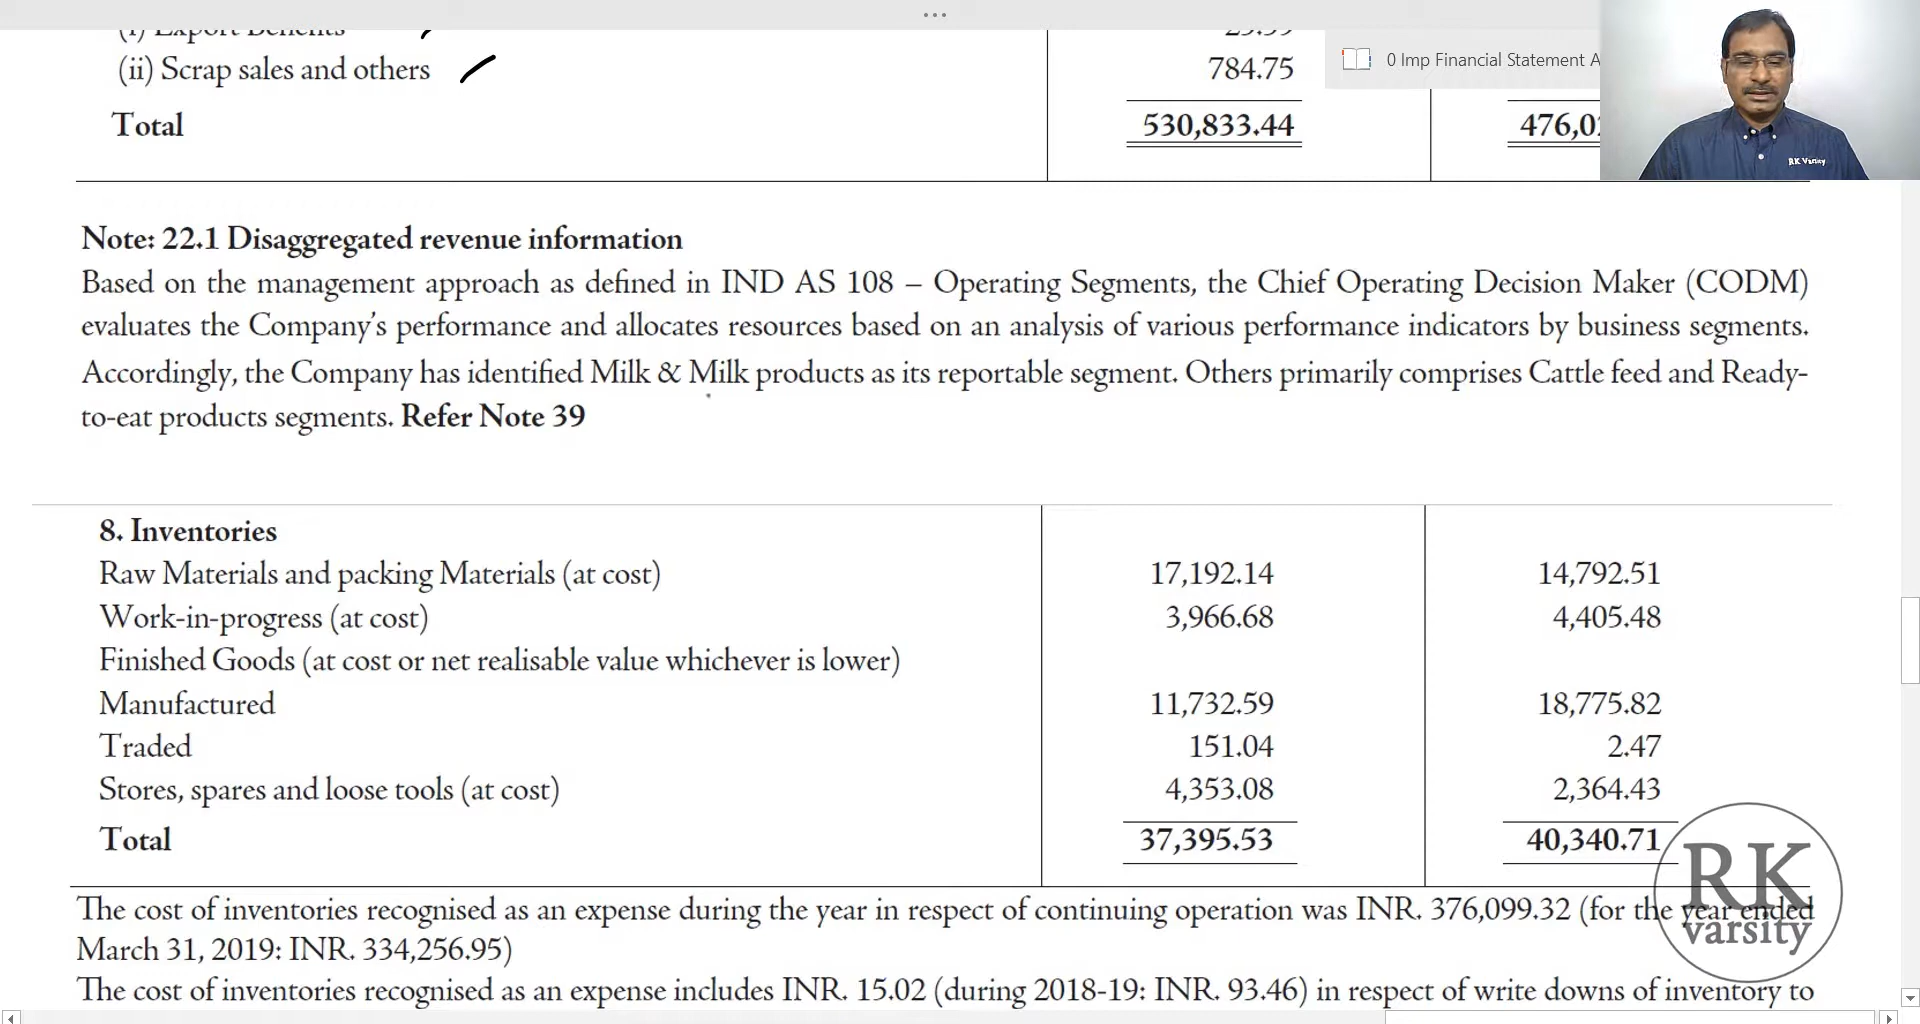 ...
(i) Export Benefits
(ii) Scrap sales and others 784.75
0 Imp Financial Statement A
Total 530,833.44 476,0
RK Varsity
Note: 22.1 Disaggregated revenue information
Based on the management approach as defined in IND AS 108 – Operating Segments, the Chief Operating Decision Maker (CODM)
evaluates the Company's performance and allocates resources based on an analysis of various performance indicators by business segments.
Accordingly, the Company has identified Milk & Milk products as its reportable segment. Others primarily comprises Cattle feed and Ready-
to-eat products segments. Refer Note 39
8. Inventories
Raw Materials and packing Materials (at cost) 17,192.14 14,792.51
Work-in-progress (at cost) 3,966.68 4,405.48
Finished Goods (at cost or net realisable value whichever is lower)
Manufactured 11,732.59 18,775.82
Traded 151.04 2.47
Stores, spares and loose tools (at cost) 4,353.08 2,364.43
Total 37,395.53 40,340.71
The cost of inventories recognised as an expense during the year in respect of continuing operation was INR. 376,099.32 (for the year ended
March 31, 2019: INR. 334,256.95)
The cost of inventories recognised as an expense includes INR. 15.02 (during 2018-19: INR. 93.46) in respect of write downs of inventory to
RK
varsity